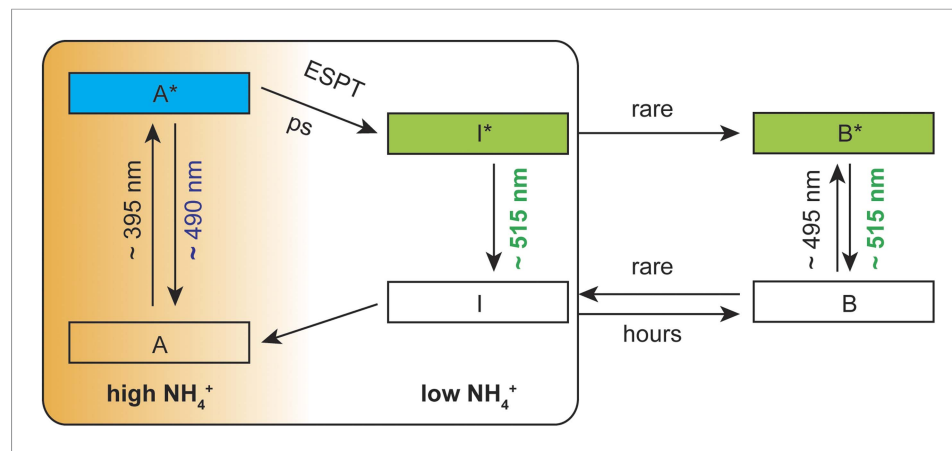 A*
ESPT
ps
I*
rare
B*
~ 395 nm
~ 490 nm
~ 515 nm
~ 495 nm
~ 515 nm
rare
A
I
hours
B
high NH₄⁺
low NH₄⁺